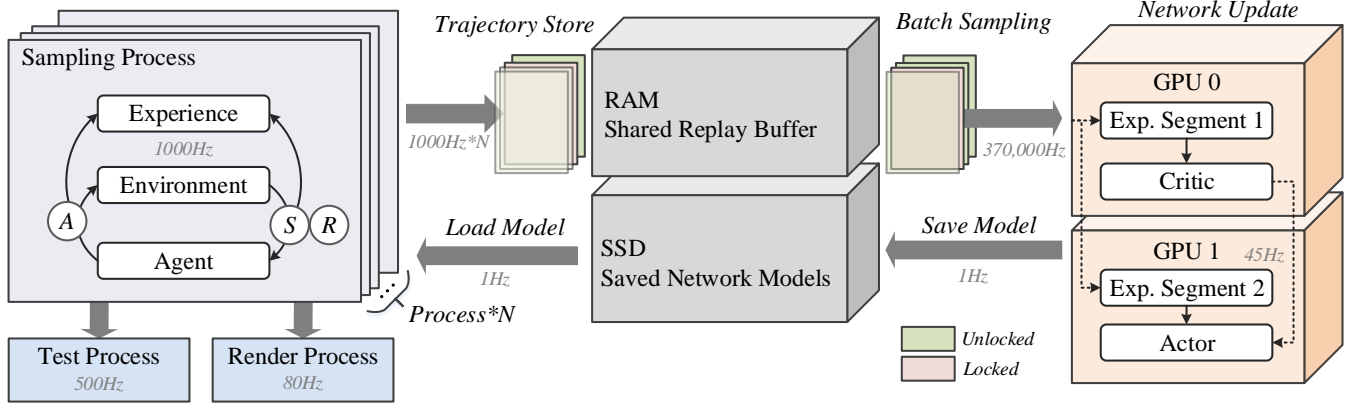 Sampling Process
Experience
1000Hz
Environment
A
S
R
Agent
...
Process*N
Test Process
500Hz
Render Process
80Hz
Trajectory Store
1000Hz*N
RAM
Shared Replay Buffer
Batch Sampling
370,000Hz
Load Model
1Hz
SSD
Saved Network Models
Save Model
1Hz
Unlocked
Locked
Network Update
GPU 0
Exp. Segment 1
Critic
GPU 1
45Hz
Exp. Segment 2
Actor